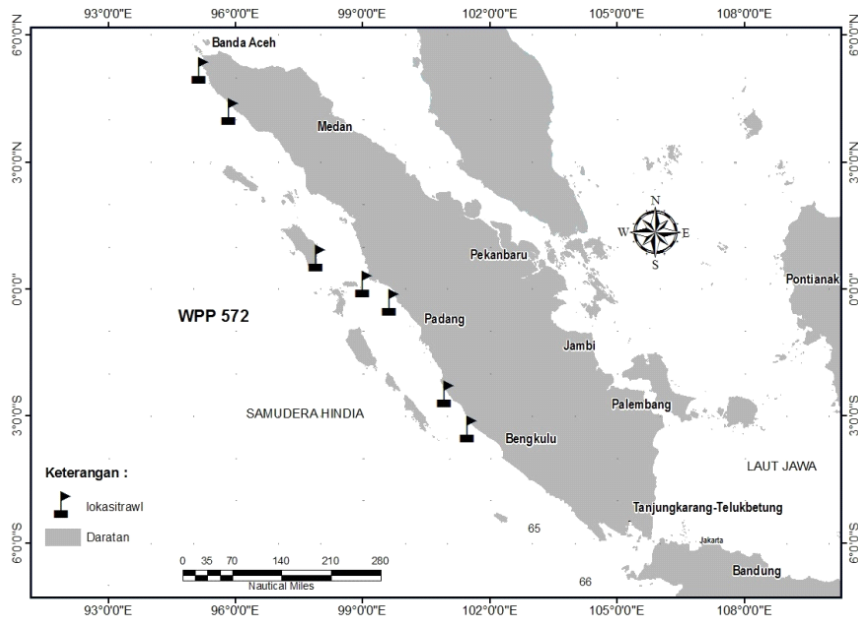 93°0'0"E 96°0'0"E 99°0'0"E 102°0'0"E 105°0'0"E 108°0'0"E
6°0'0"N
6°0'0"N
Banda Aceh
Medan
3°0'0"N
3°0'0"N
N
W E
S
Pekanbaru
Pontianak
0°0'0"
0°0'0"
WPP 572
Padang
Jambi
Palembang
3°0'0"S
3°0'0"S
SAMUDERA HINDIA
Bengkulu
LAUT JAWA
Keterangan :
lokasitrawl
Daratan
Tanjungkarang-Telukbetung
65
6°0'0"S
6°0'0"S
Jakarta
0 35 70 140 210 280
Nautical Miles
66
Bandung
93°0'0"E 96°0'0"E 99°0'0"E 102°0'0"E 105°0'0"E 108°0'0"E